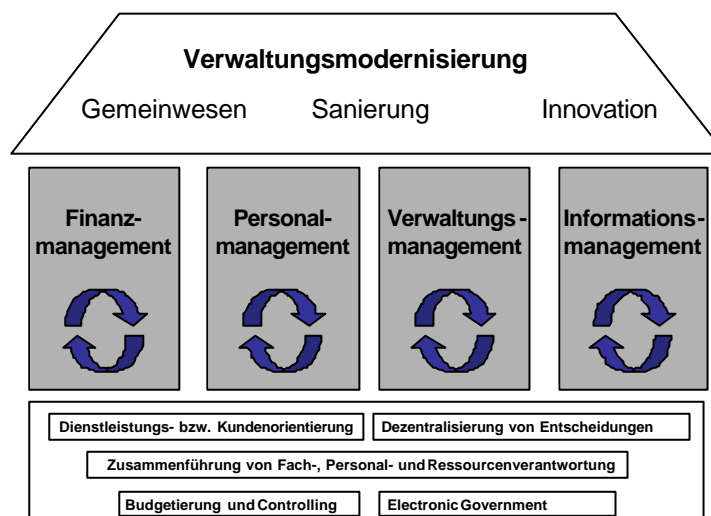 Verwaltungsmodernisierung
Gemeinwesen Sanierung Innovation
Finanz-
management
Personal-
management
Verwaltungs-
management
Informations-
management
Dienstleistungs- bzw. Kundenorientierung
Dezentralisierung von Entscheidungen
Zusammenführung von Fach-, Personal- und Ressourcenverantwortung
Budgetierung und Controlling
Electronic Government